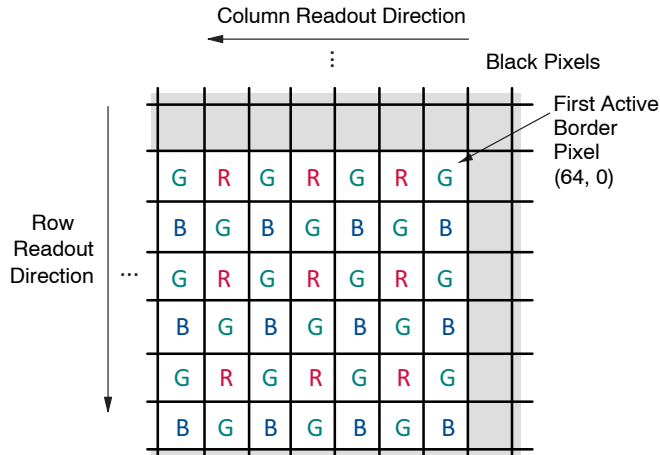 Column Readout Direction
⋮
Black Pixels
First Active
Border
Pixel
(64, 0)
Row
Readout
Direction
...
G R G R G R G
B G B G B G B
G R G R G R G
B G B G B G B
G R G R G R G
B G B G B G B